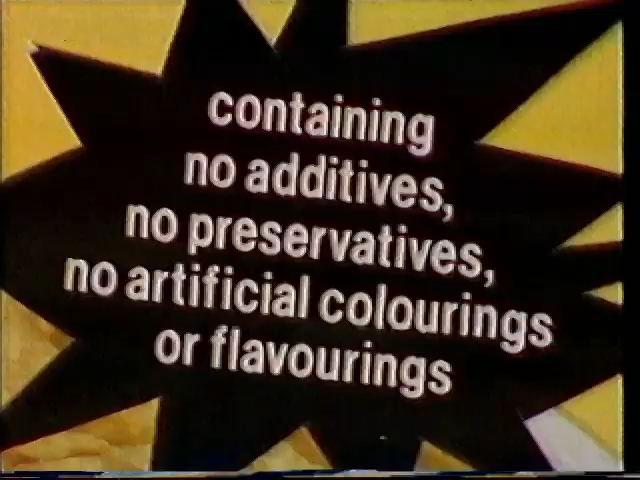 containing
no additives,
no preservatives,
no artificial colourings
or flavourings